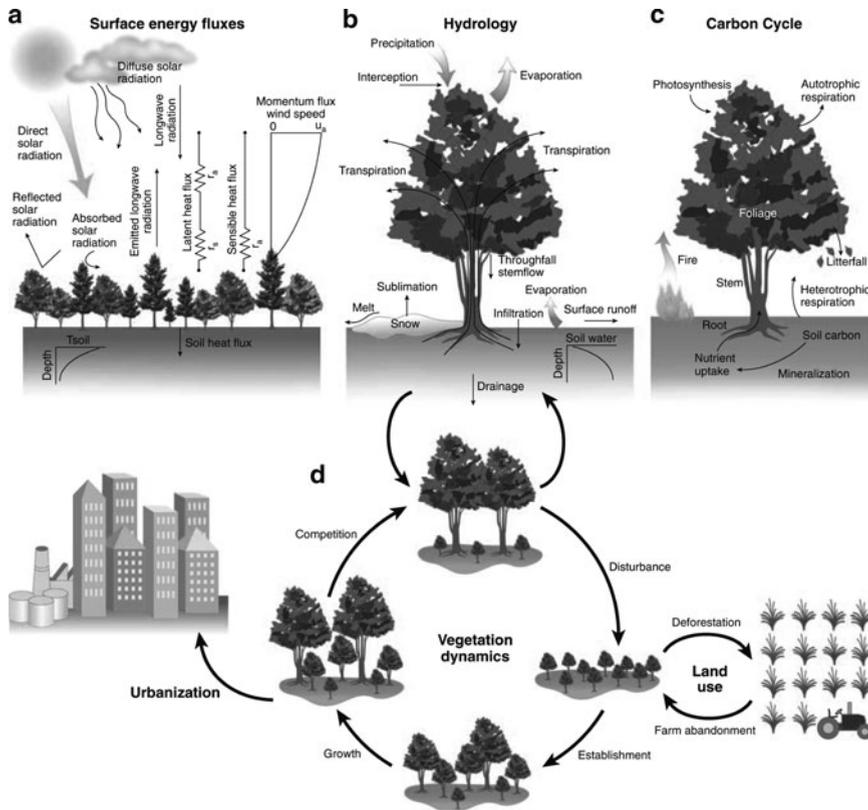 a
Surface energy fluxes
Diffuse solar
radiation
Direct
solar
radiation
Reflected
solar
radiation
Absorbed
solar
radiation
Emitted longwave
radiation
Longwave
radiation
Latent heat flux
ra
rs
Sensible heat flux
ra
Momentum flux
wind speed
0
ua
Tsoil
Depth
Soil heat flux
b
Hydrology
Precipitation
Interception
Evaporation
Transpiration
Transpiration
Throughfall
stemflow
Sublimation
Evaporation
Melt
Snow
Infiltration
Surface runoff
Soil water
Depth
Drainage
c
Carbon Cycle
Photosynthesis
Autotrophic
respiration
Foliage
Litterfall
Fire
Stem
Heterotrophic
respiration
Root
Soil carbon
Nutrient
uptake
Mineralization
d
Competition
Disturbance
Vegetation
dynamics
Deforestation
Land
use
Farm abandonment
Urbanization
Growth
Establishment